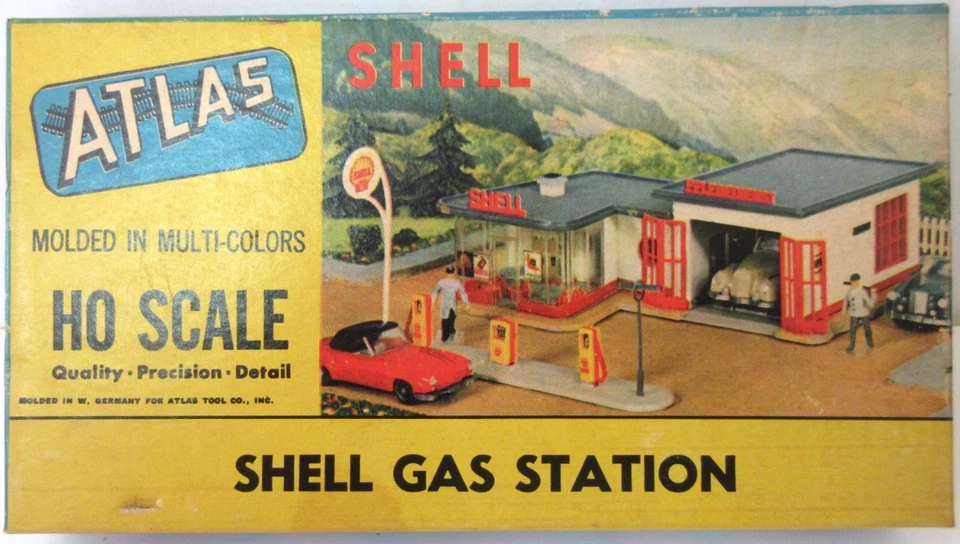 ATLAS
MOLDED IN MULTI-COLORS
HO SCALE
Quality · Precision · Detail
MOLDED IN W. GERMANY FOR ATLAS TOOL CO., INC.
SHELL
SHELL
SHELL
SHELL GAS STATION